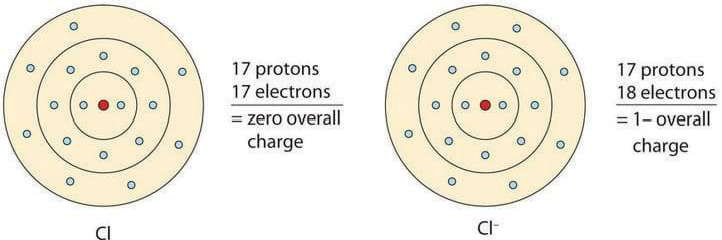 17 protons
17 electrons
= zero overall
charge
Cl
17 protons
18 electrons
= 1– overall
charge
Cl⁻